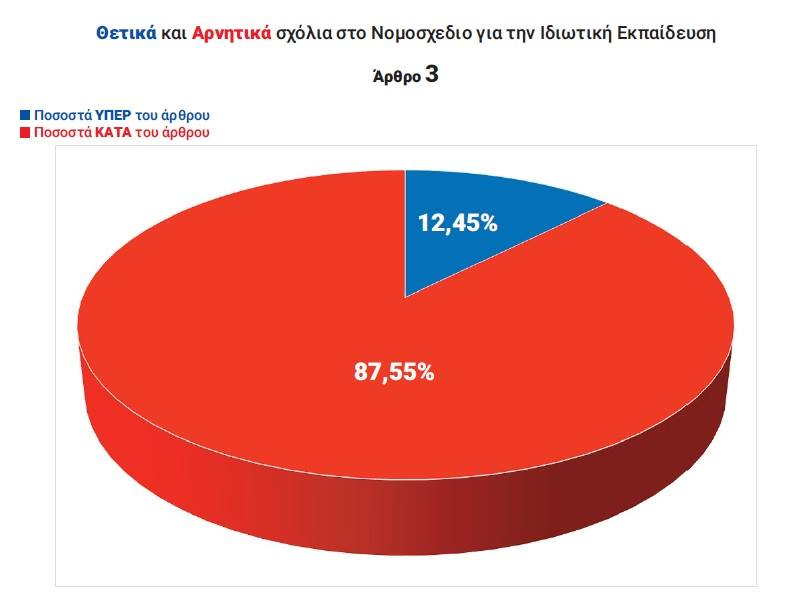 Θετικά και Αρνητικά σχόλια στο Νομοσχεδιο για την Ιδιωτική Εκπαίδευση
Άρθρο 3
Ποσοστά ΥΠΕΡ του άρθρου
Ποσοστά ΚΑΤΑ του άρθρου
12,45%
87,55%